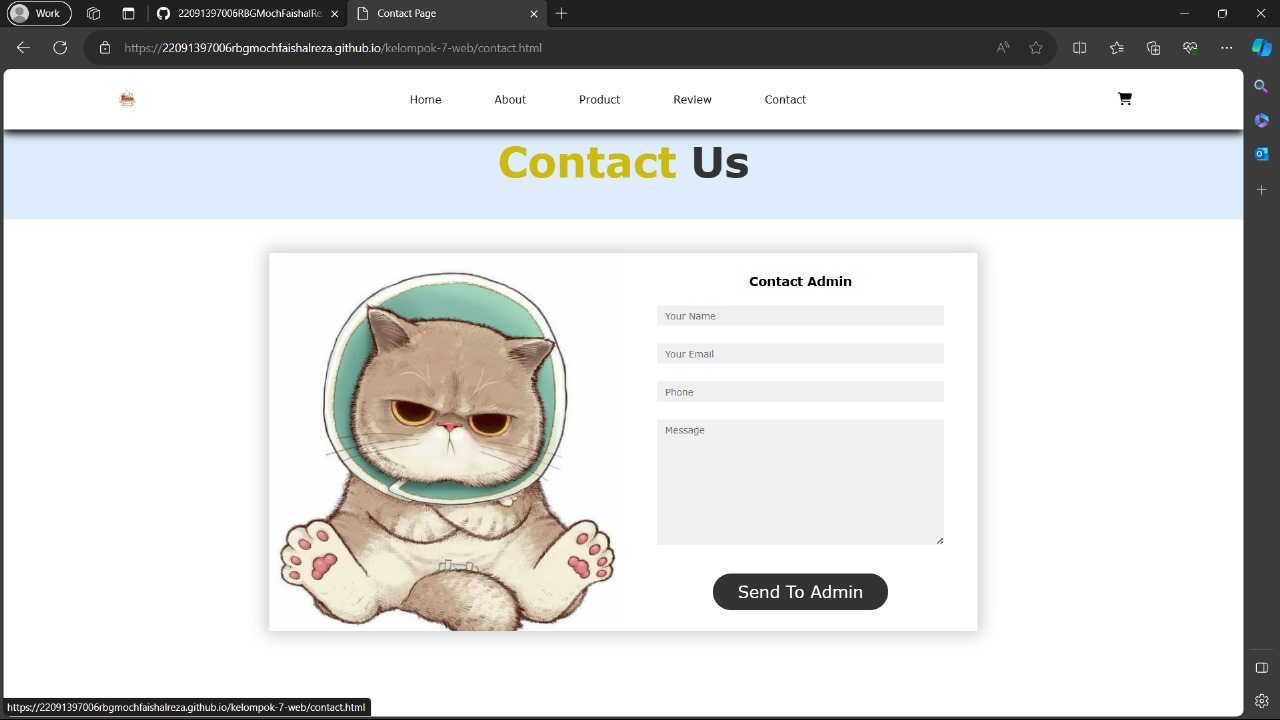 Work
22091397006RBGMochFaishalRe
Contact Page
https://22091397006rbgmochfaishalreza.github.io/kelompok-7-web/contact.html
Home
About
Product
Review
Contact
Contact Us
Contact Admin
Your Name
Your Email
Phone
Message
Send To Admin
https://22091397006rbgmochfaishalreza.github.io/kelompok-7-web/contact.html